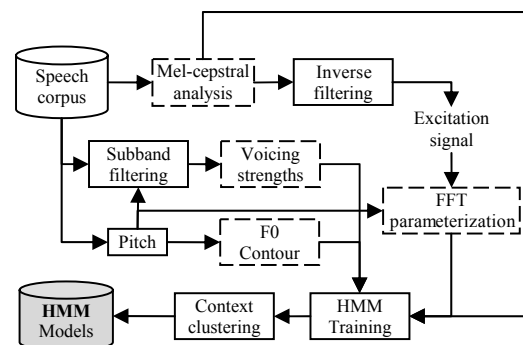 Speech
corpus
Mel-cepstral
analysis
Inverse
filtering
Excitation
signal
Subband
filtering
Voicing
strengths
FFT
parameterization
Pitch
F0
Contour
HMM
Models
Context
clustering
HMM
Training